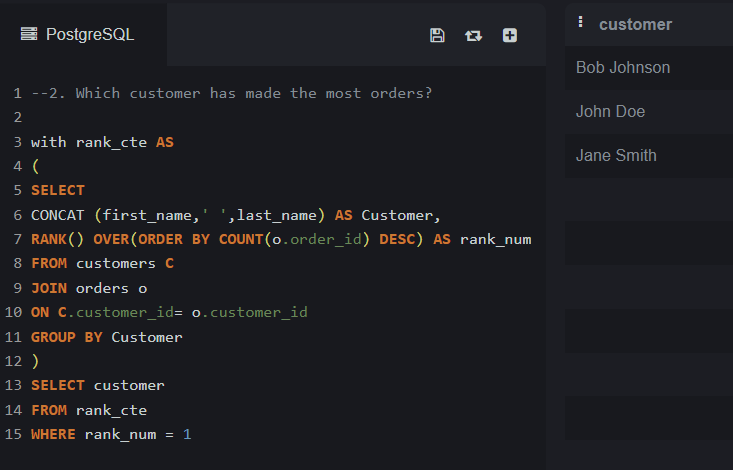 PostgreSQL
1 --2. Which customer has made the most orders?
2
3 with rank_cte AS
4 (
5 SELECT
6 CONCAT (first_name,' ',last_name) AS Customer,
7 RANK() OVER(ORDER BY COUNT(o.order_id) DESC) AS rank_num
8 FROM customers C
9 JOIN orders o
10 ON C.customer_id= o.customer_id
11 GROUP BY Customer
12 )
13 SELECT customer
14 FROM rank_cte
15 WHERE rank_num = 1
customer
Bob Johnson
John Doe
Jane Smith